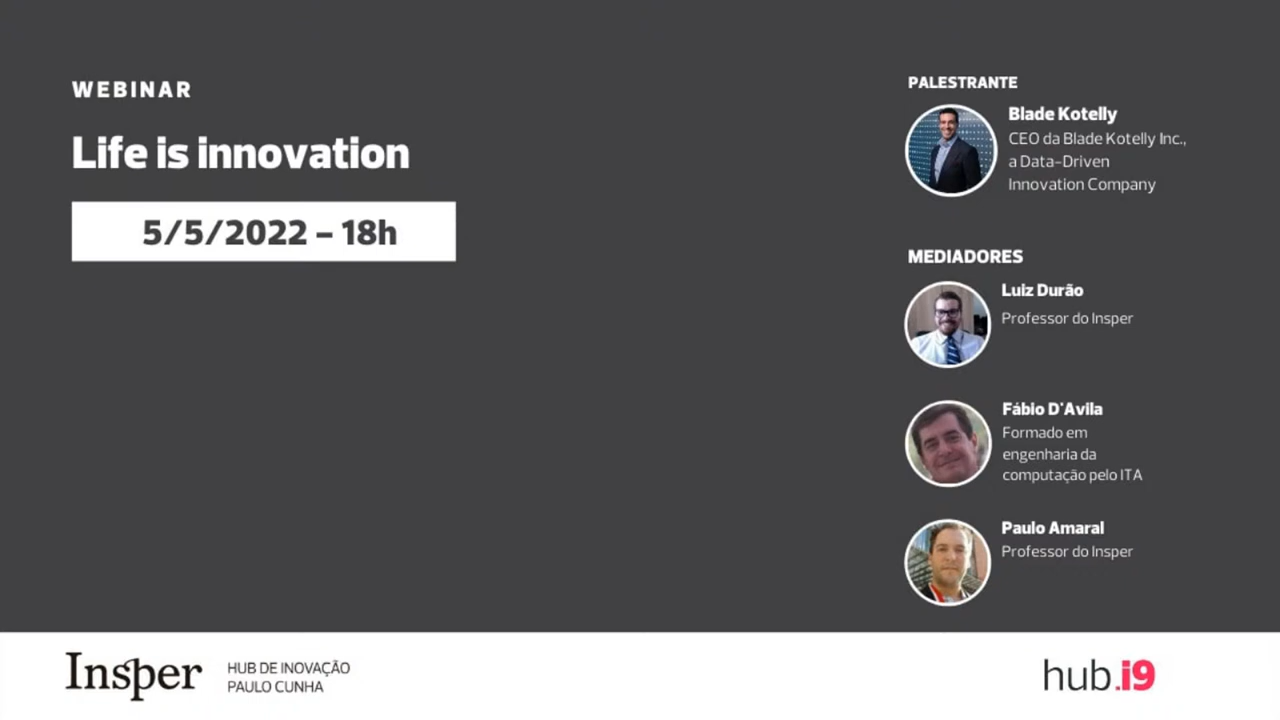 WEBINAR
Life is innovation
5/5/2022 – 18h
PALESTRANTE
Blade Kotelly
CEO da Blade Kotelly Inc.,
a Data-Driven
Innovation Company
MEDIADORES
Luiz Durão
Professor do Insper
Fábio D'Avila
Formado em
engenharia da
computação pelo ITA
Paulo Amaral
Professor do Insper
Insper
HUB DE INOVAÇÃO
PAULO CUNHA
hub.i9